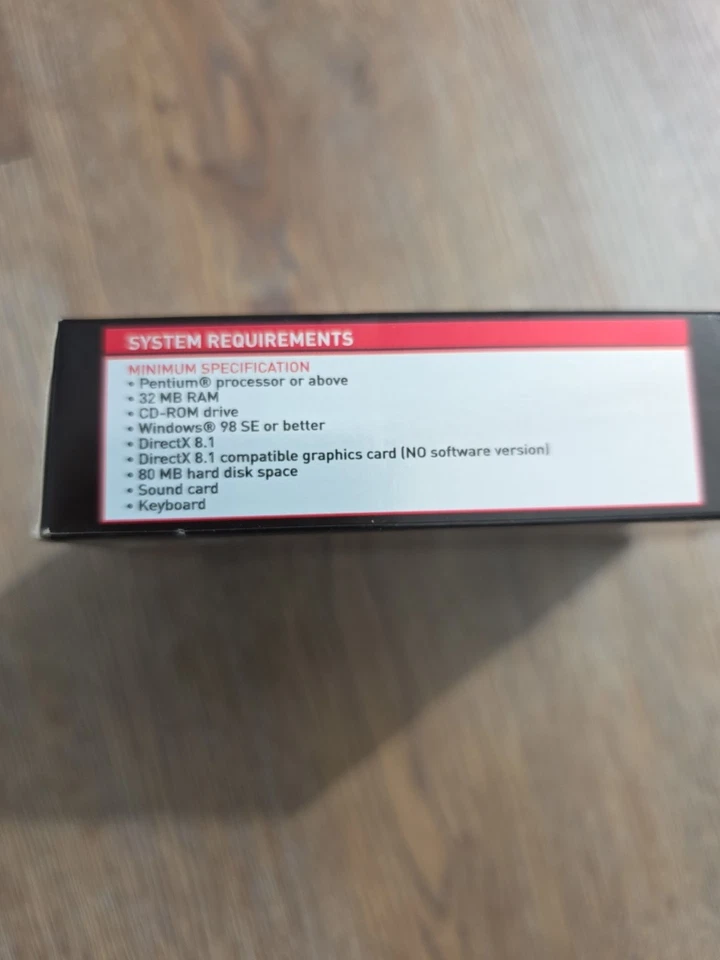 SYSTEM REQUIREMENTS
MINIMUM SPECIFICATION
• Pentium® processor or above
• 32 MB RAM
• CD-ROM drive
• Windows® 98 SE or better
• DirectX 8.1
• DirectX 8.1 compatible graphics card (NO software version)
• 80 MB hard disk space
• Sound card
• Keyboard